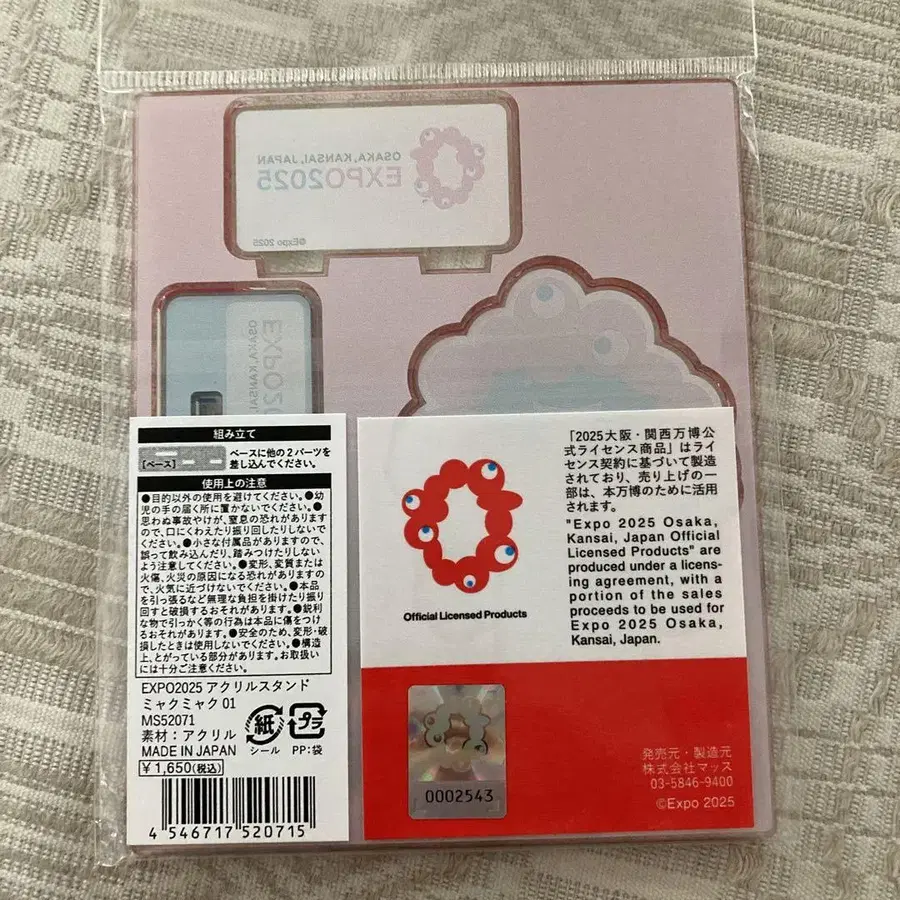 OSAKA, KANSAI, JAPAN
EXPO2025
©Expo 2025
組み立て
[ベース]
ベースに他の2パーツを
差し込んでください。
使用上の注意
●目的以外の使用を避けてください。●幼
児の手の届く所に置かないでください。●
思わぬ事故やけが、窒息の恐れがあります
ので、口にくわえたり振り回したりしないで
ください。●小さな付属品がありますので、
誤って飲み込んだり、踏みつけたりしない
よう注意してください。●変形、変質または
火傷、火災の原因になる恐れがありますの
で、火気に近づけないでください。●本品
を引っ張るなど無理な負担を掛けたり振り
回すと破損するおそれがあります。●鋭利
な物で引っかく等の行為は本品に傷をつけ
るおそれがあります。●安全のため、変形・破
損したときは使用しないでください。●構造
上、とがっている部分があります。お取扱い
には十分ご注意ください。
EXPO2025 アクリルスタンド
ミャクミャク 01
MS52071
素材：アクリル
MADE IN JAPAN
紙
シール
プラ
PP:袋
¥1,650(税込)
4 546717 520715
「2025大阪・関西万博公
式ライセンス商品」はライ
センス契約に基づいて製造
されており、売り上げの一
部は、本万博のために活用
されます。
"Expo 2025 Osaka,
Kansai, Japan Official
Licensed Products" are
produced under a licens-
ing agreement, with a
portion of the sales
proceeds to be used for
Expo 2025 Osaka,
Kansai, Japan.
Official Licensed Products
0002543
発売元・製造元
株式会社マッス
03-5846-9400
©Expo 2025